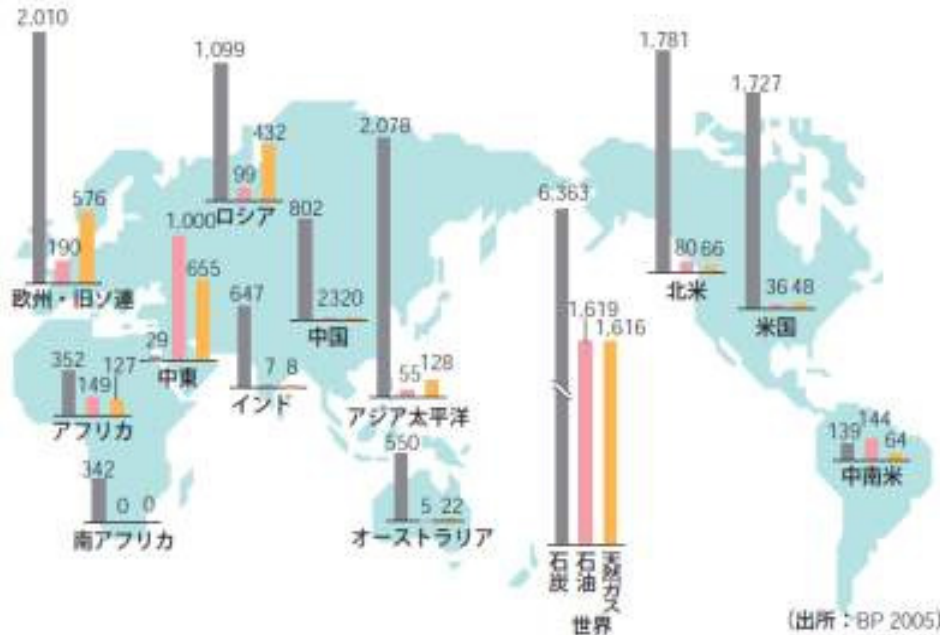 2,010
190
576
欧州・旧ソ連
1,099
99
432
ロシア
1,000
29
655
中東
352
149
127
アフリカ
342
0 0
南アフリカ
647
7 8
インド
802
2320
中国
2,078
55
128
アジア太平洋
550
5 22
オーストラリア
6,363
1,619
1,616
石炭
石油
天然ガス
世界
1,781
80 66
北米
1,727
36 48
米国
139
144
64
中南米
(出所:BP 2005)